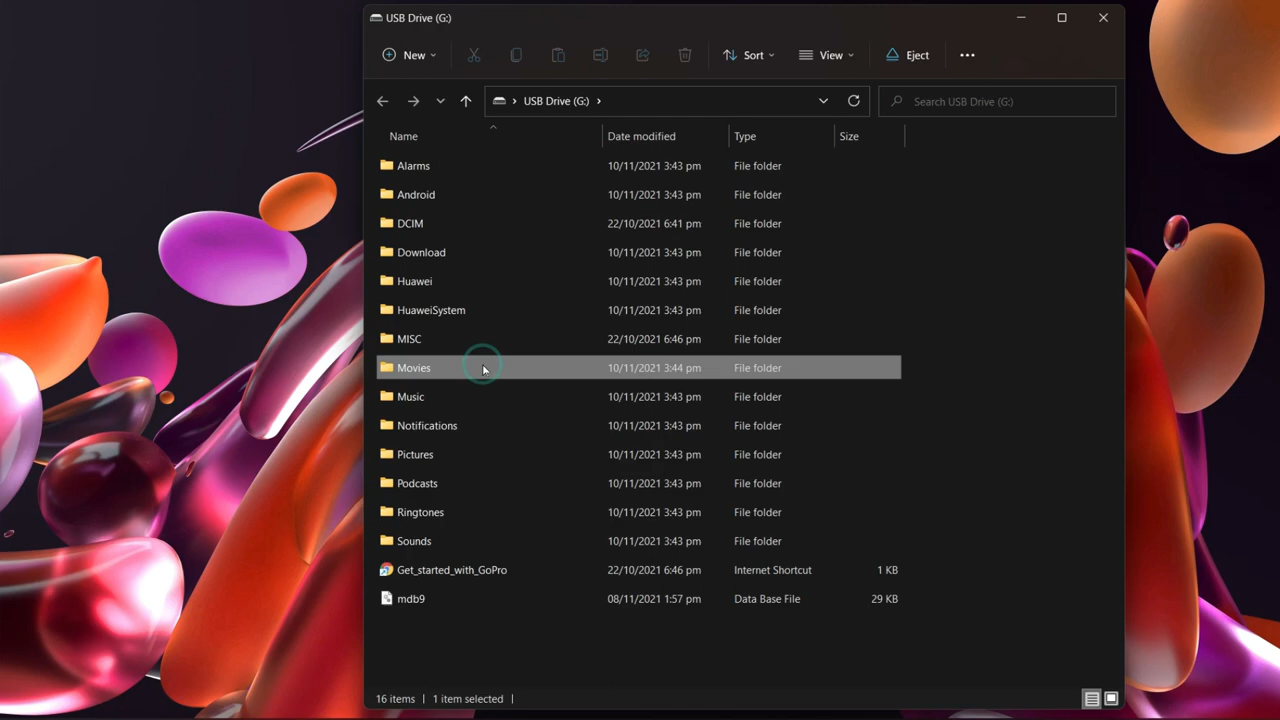 USB Drive (G:)
New Sort View Eject
USB Drive (G:) Search USB Drive (G:)
Name Date modified Type Size
Alarms 10/11/2021 3:43 pm File folder
Android 10/11/2021 3:43 pm File folder
DCIM 22/10/2021 6:41 pm File folder
Download 10/11/2021 3:43 pm File folder
Huawei 10/11/2021 3:43 pm File folder
HuaweiSystem 10/11/2021 3:43 pm File folder
MISC 22/10/2021 6:46 pm File folder
Movies 10/11/2021 3:44 pm File folder
Music 10/11/2021 3:43 pm File folder
Notifications 10/11/2021 3:43 pm File folder
Pictures 10/11/2021 3:43 pm File folder
Podcasts 10/11/2021 3:43 pm File folder
Ringtones 10/11/2021 3:43 pm File folder
Sounds 10/11/2021 3:43 pm File folder
Get_started_with_GoPro 22/10/2021 6:46 pm Internet Shortcut 1 KB
mdb9 08/11/2021 1:57 pm Data Base File 29 KB
16 items 1 item selected